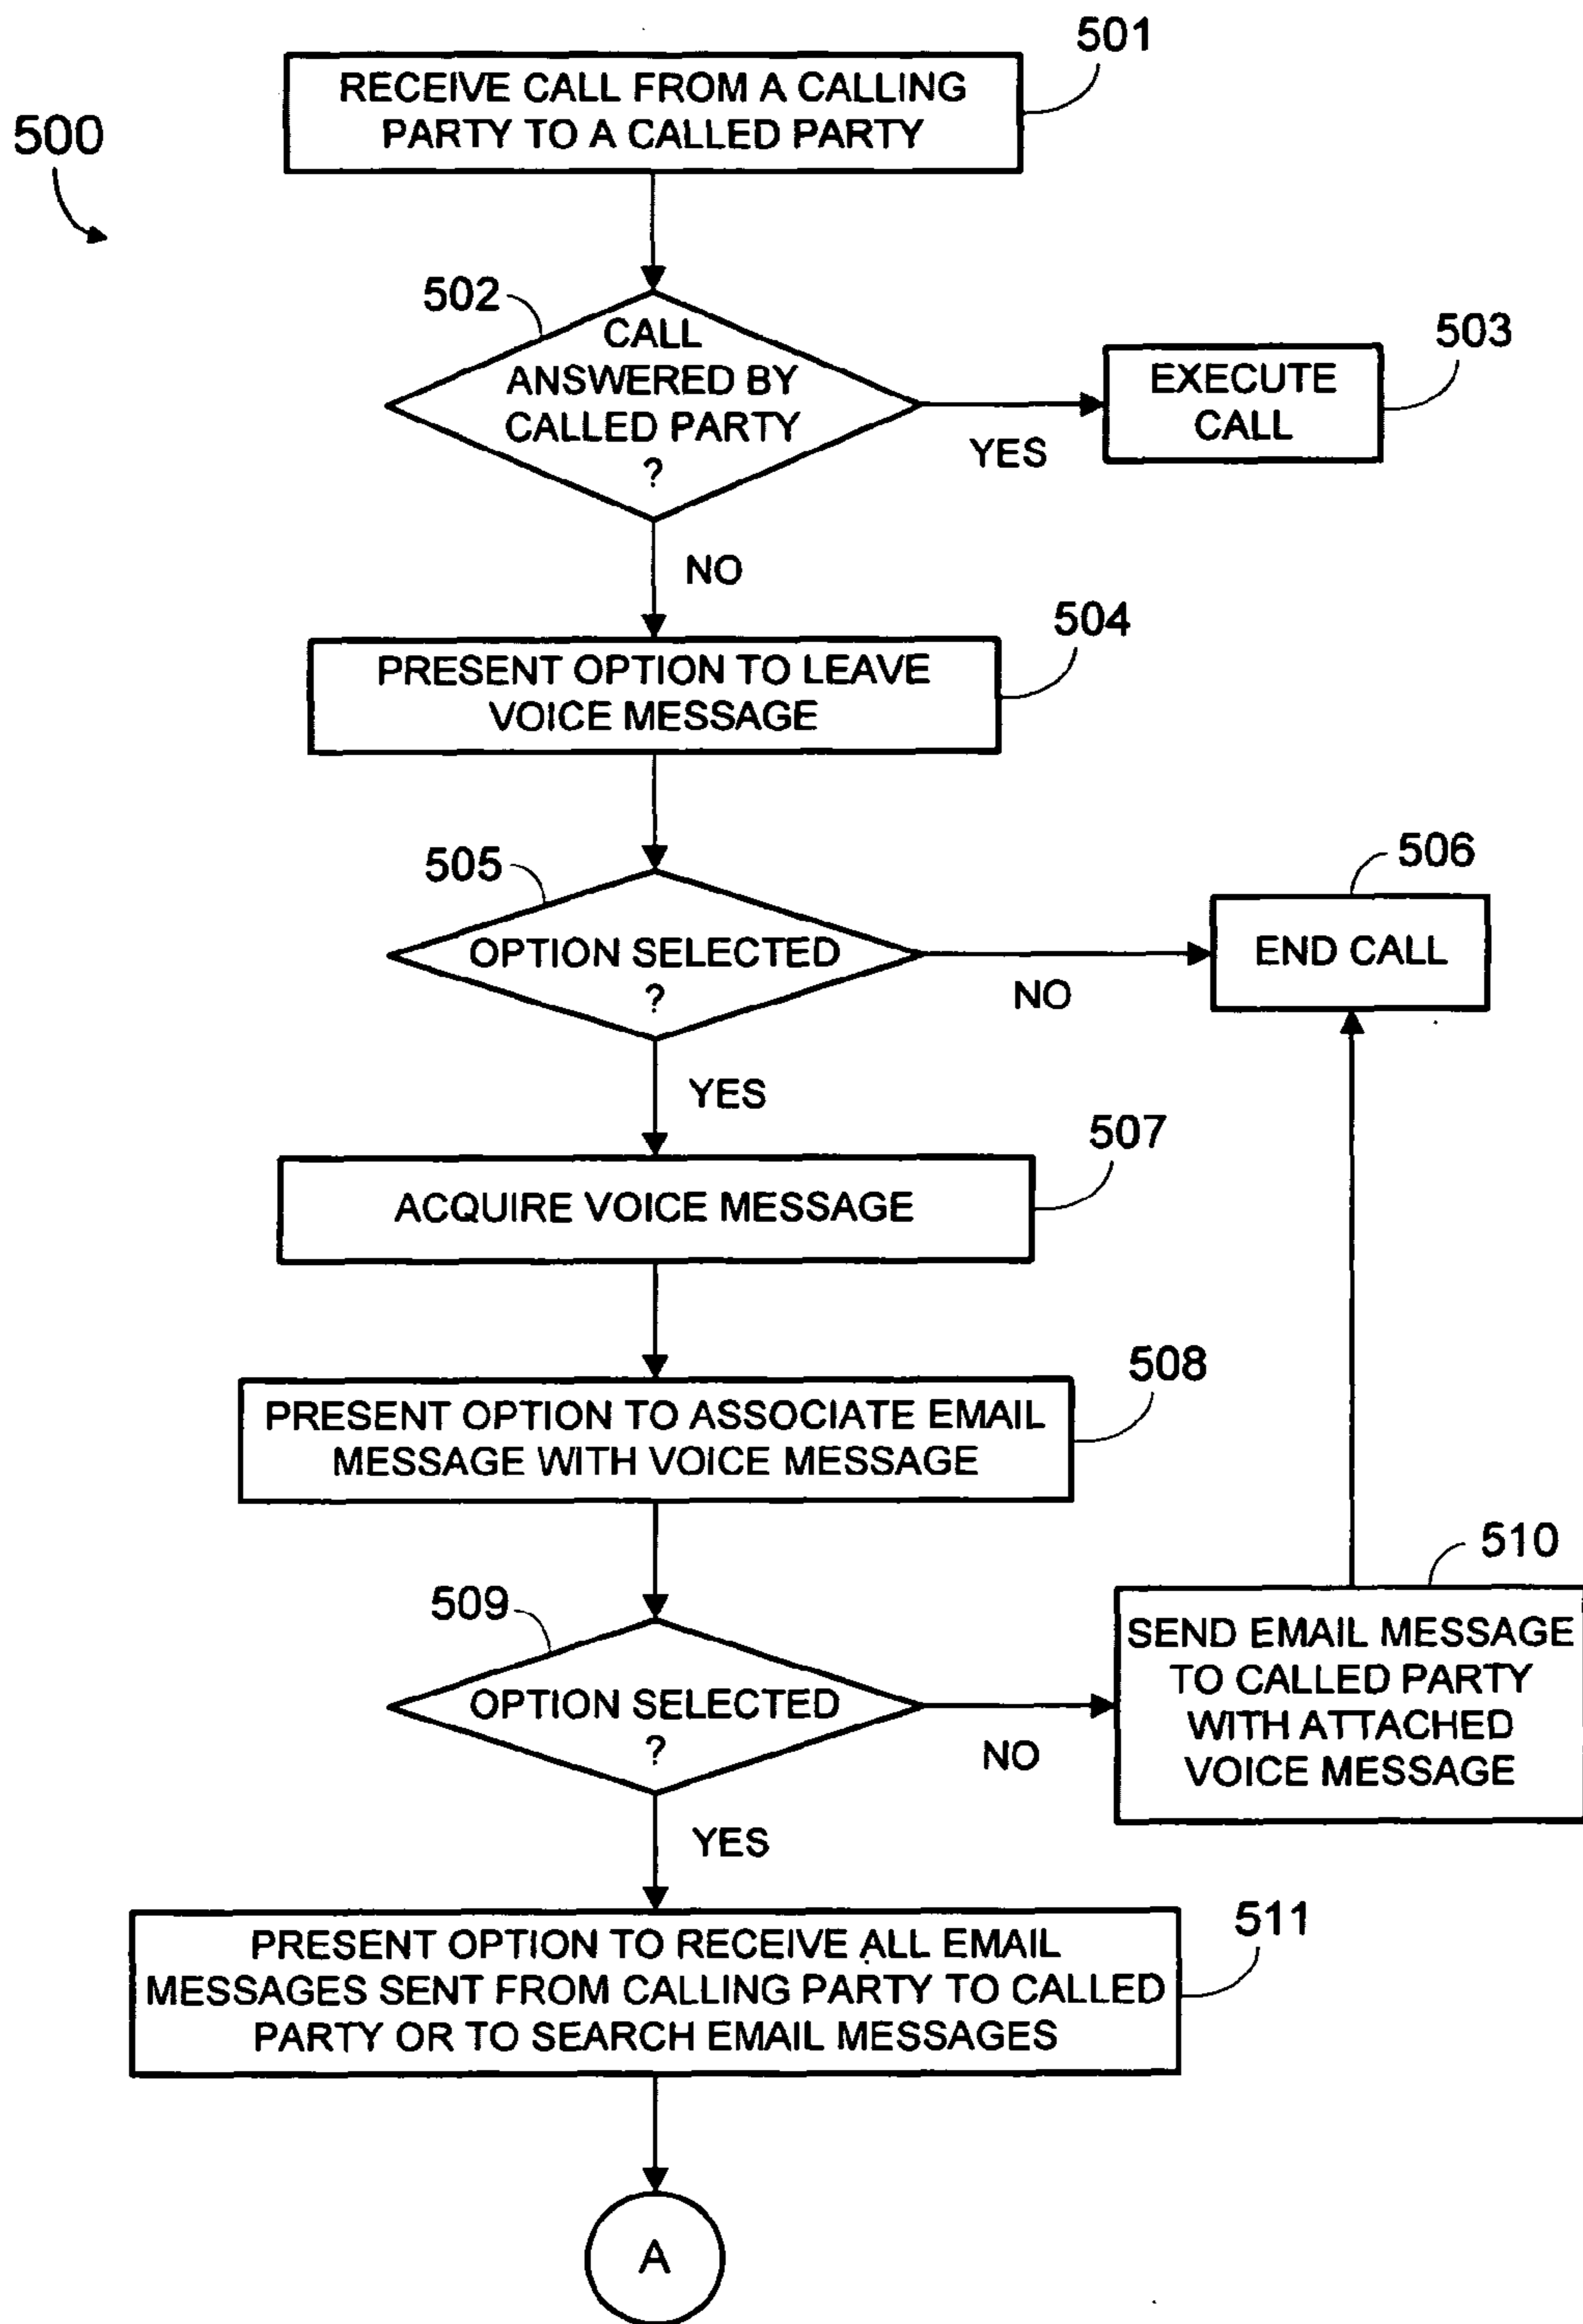 501
RECEIVE CALL FROM A CALLING
PARTY TO A CALLED PARTY
500
502
CALL
ANSWERED BY
CALLED PARTY
?
YES
503
EXECUTE
CALL
NO
504
PRESENT OPTION TO LEAVE
VOICE MESSAGE
505
OPTION SELECTED
?
NO
506
END CALL
YES
507
ACQUIRE VOICE MESSAGE
508
PRESENT OPTION TO ASSOCIATE EMAIL
MESSAGE WITH VOICE MESSAGE
509
OPTION SELECTED
?
NO
510
SEND EMAIL MESSAGE
TO CALLED PARTY
WITH ATTACHED
VOICE MESSAGE
YES
511
PRESENT OPTION TO RECEIVE ALL EMAIL
MESSAGES SENT FROM CALLING PARTY TO CALLED
PARTY OR TO SEARCH EMAIL MESSAGES
A